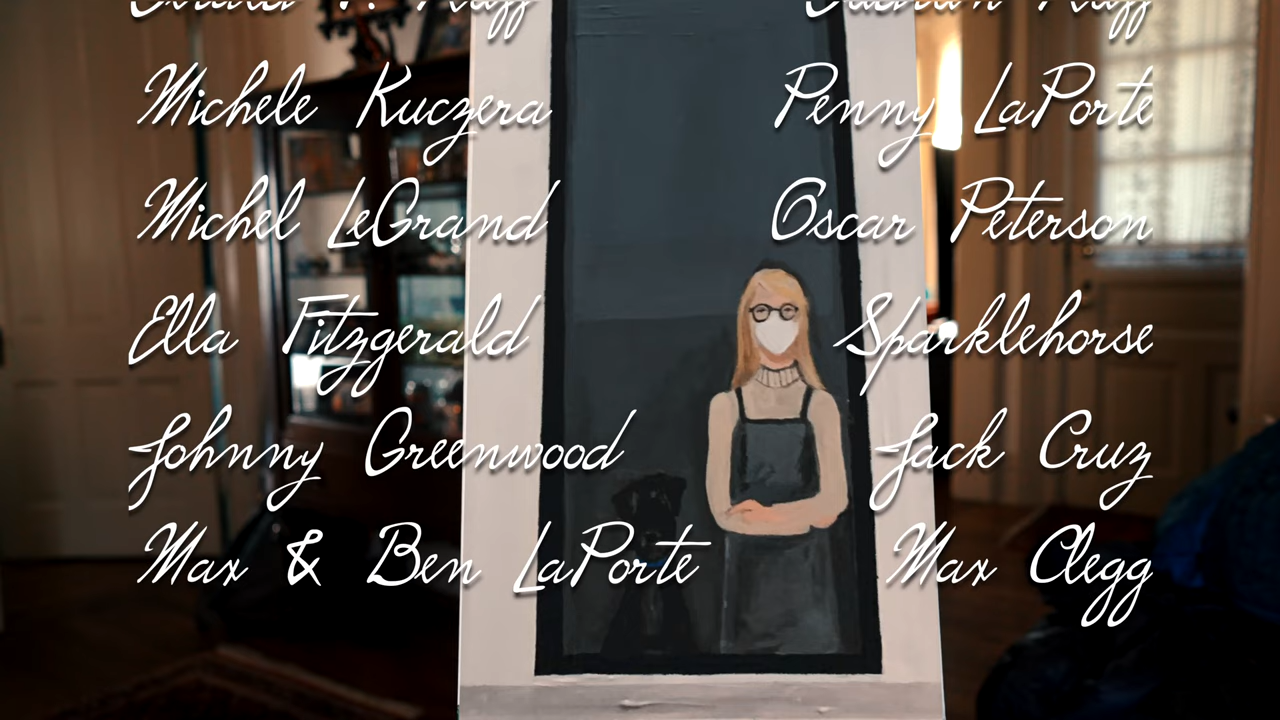 Michele Kuczera Penny LaPorte
Michel LeGrand Oscar Peterson
Ella Fitzgerald Sparklehorse
Johnny Greenwood Jack Cruz
Max & Ben LaPorte Max Clegg